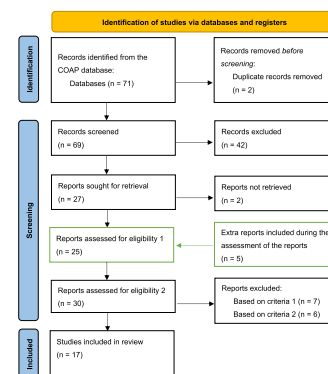 Identification of studies via databases and registers
Identification
Records identified from the
COAP database:
Databases (n = 71)
Records removed before
screening:
Duplicate records removed
(n = 2)
Screening
Records screened
(n = 69)
Records excluded
(n = 42)
Reports sought for retrieval
(n = 27)
Reports not retrieved
(n = 2)
Reports assessed for eligibility 1
(n = 25)
Extra reports included during the
assessment of the reports
(n = 5)
Reports assessed for eligibility 2
(n = 30)
Reports excluded:
Based on criteria 1 (n = 7)
Based on criteria 2 (n = 6)
Included
Studies included in review
(n = 17)